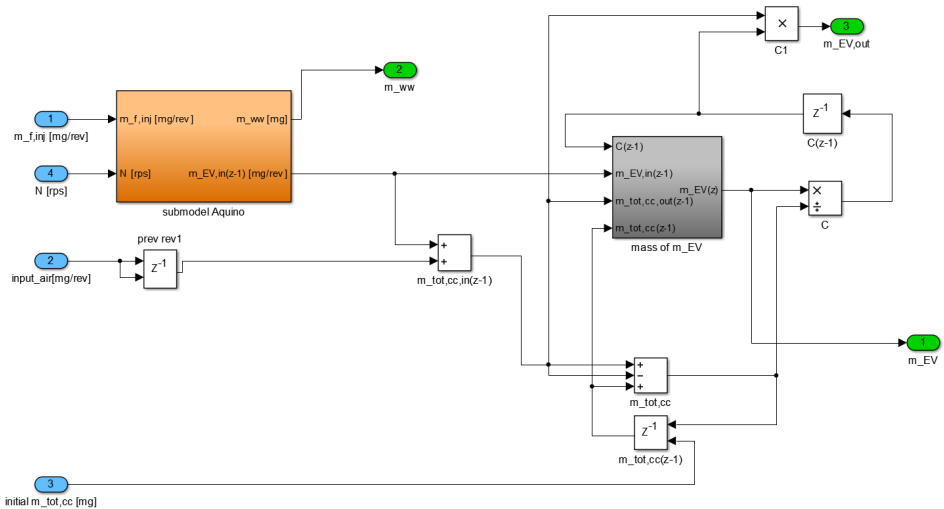 3
m_EV,out
×
C1
2
m_ww
Z-1
C(z-1)
1
m_f,inj [mg/rev]
m_f,inj [mg/rev]
m_ww [mg]
4
N [rps]
N [rps]
m_EV,in(z-1) [mg/rev]
submodel Aquino
C(z-1)
m_EV,in(z-1)
m_EV(z)
m_tot,cc,out(z-1)
m_tot,cc(z-1)
mass of m_EV
×
÷
C
prev rev1
2
input_air[mg/rev]
Z-1
+
+
m_tot,cc,in(z-1)
1
m_EV
+
−
+
m_tot,cc
Z-1
m_tot,cc(z-1)
3
initial m_tot,cc [mg]